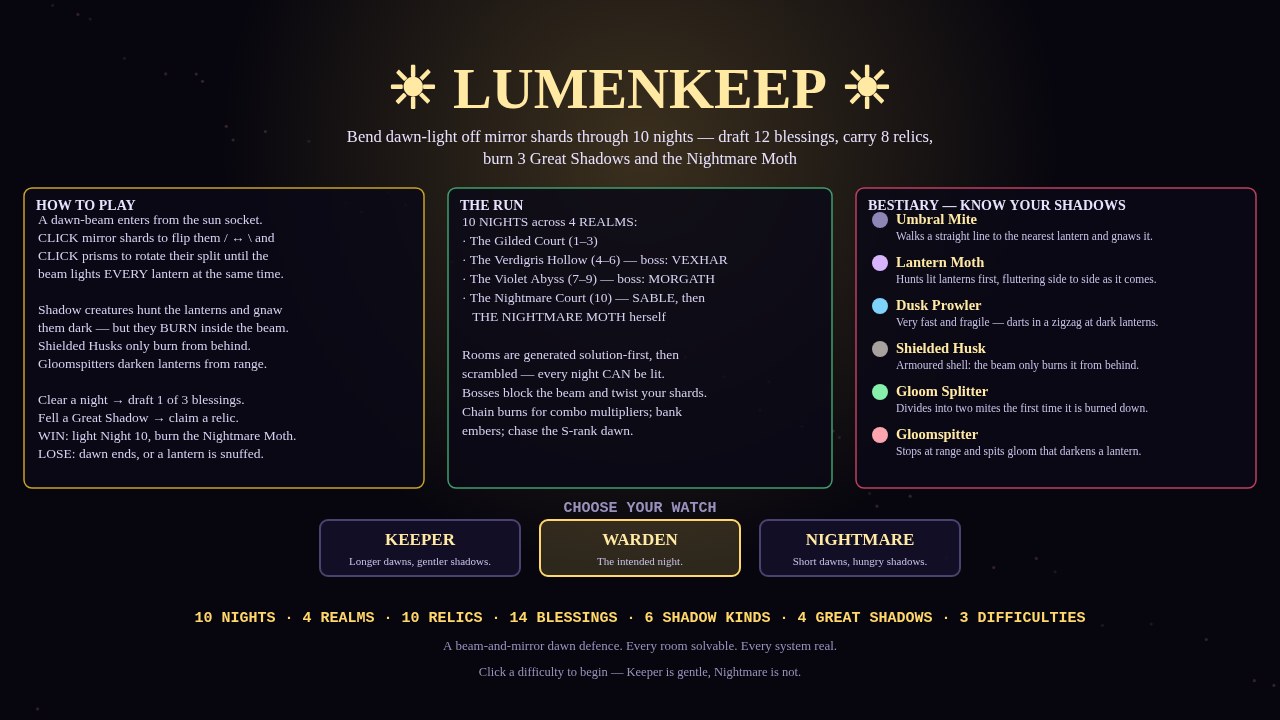 ☀ LUMENKEEP ☀
Bend dawn-light off mirror shards through 10 nights — draft 12 blessings, carry 8 relics,
burn 3 Great Shadows and the Nightmare Moth
HOW TO PLAY
A dawn-beam enters from the sun socket.
CLICK mirror shards to flip them / ↔ \ and
CLICK prisms to rotate their split until the
beam lights EVERY lantern at the same time.
Shadow creatures hunt the lanterns and gnaw
them dark — but they BURN inside the beam.
Shielded Husks only burn from behind.
Gloomspitters darken lanterns from range.
Clear a night → draft 1 of 3 blessings.
Fell a Great Shadow → claim a relic.
WIN: light Night 10, burn the Nightmare Moth.
LOSE: dawn ends, or a lantern is snuffed.
THE RUN
10 NIGHTS across 4 REALMS:
· The Gilded Court (1–3)
· The Verdigris Hollow (4–6) — boss: VEXHAR
· The Violet Abyss (7–9) — boss: MORGATH
· The Nightmare Court (10) — SABLE, then
THE NIGHTMARE MOTH herself
Rooms are generated solution-first, then
scrambled — every night CAN be lit.
Bosses block the beam and twist your shards.
Chain burns for combo multipliers; bank
embers; chase the S-rank dawn.
BESTIARY — KNOW YOUR SHADOWS
Umbral Mite
Walks a straight line to the nearest lantern and gnaws it.
Lantern Moth
Hunts lit lanterns first, fluttering side to side as it comes.
Dusk Prowler
Very fast and fragile — darts in a zigzag at dark lanterns.
Shielded Husk
Armoured shell: the beam only burns it from behind.
Gloom Splitter
Divides into two mites the first time it is burned down.
Gloomspitter
Stops at range and spits gloom that darkens a lantern.
CHOOSE YOUR WATCH
KEEPER
Longer dawns, gentler shadows.
WARDEN
The intended night.
NIGHTMARE
Short dawns, hungry shadows.
10 NIGHTS · 4 REALMS · 10 RELICS · 14 BLESSINGS · 6 SHADOW KINDS · 4 GREAT SHADOWS · 3 DIFFICULTIES
A beam-and-mirror dawn defence. Every room solvable. Every system real.
Click a difficulty to begin — Keeper is gentle, Nightmare is not.